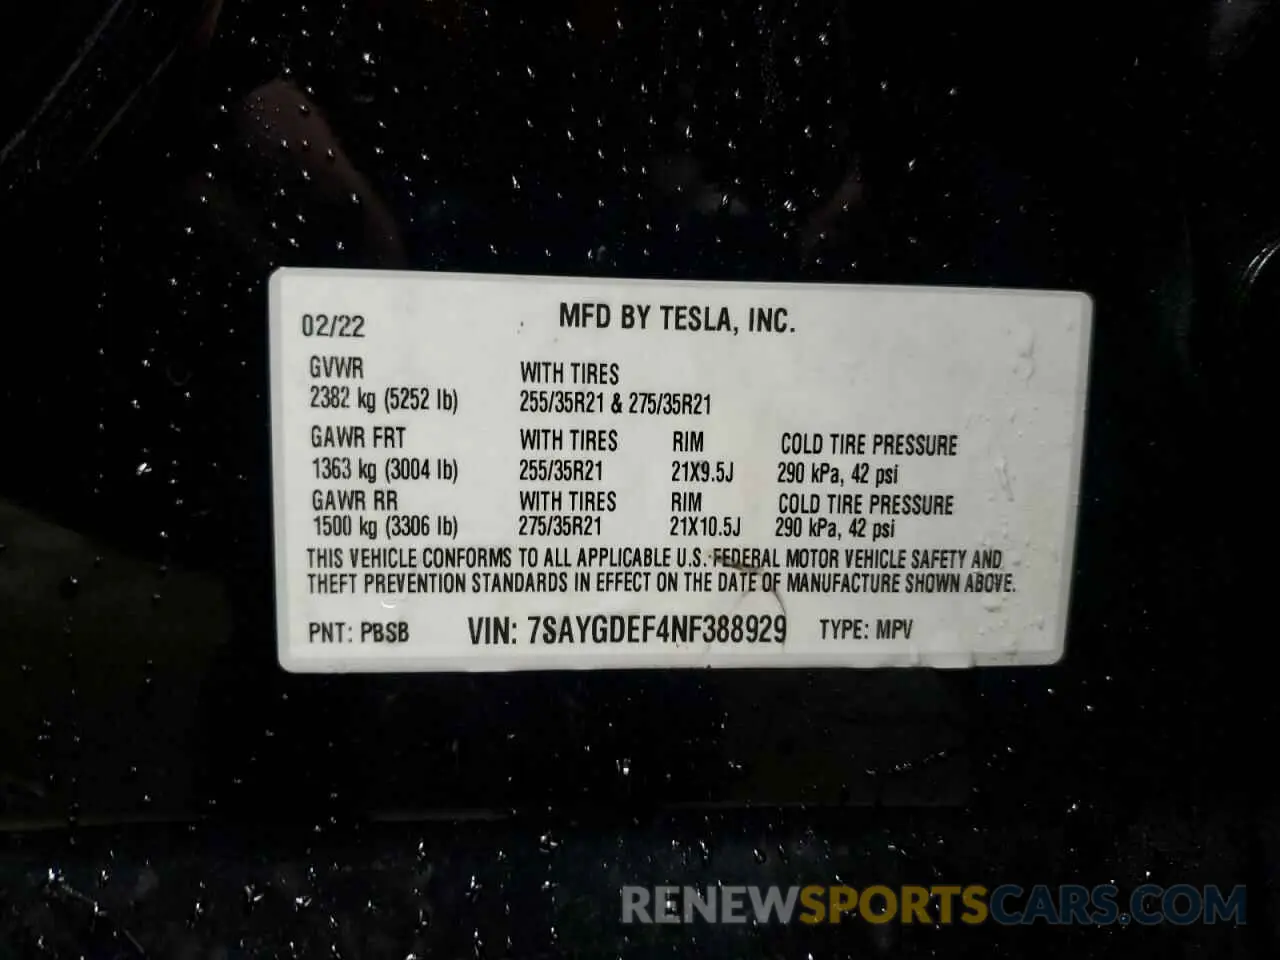 MFD BY TESLA, INC.
02/22
GVWR WITH TIRES
2382 kg (5252 lb) 255/35R21 & 275/35R21
GAWR FRT WITH TIRES RIM COLD TIRE PRESSURE
1363 kg (3004 lb) 255/35R21 21X9.5J 290 kPa, 42 psi
GAWR RR WITH TIRES RIM COLD TIRE PRESSURE
1500 kg (3306 lb) 275/35R21 21X10.5J 290 kPa, 42 psi
THIS VEHICLE CONFORMS TO ALL APPLICABLE U.S. FEDERAL MOTOR VEHICLE SAFETY AND
THEFT PREVENTION STANDARDS IN EFFECT ON THE DATE OF MANUFACTURE SHOWN ABOVE.
PNT: PBSB VIN: 7SAYGDEF4NF388929 TYPE: MPV
RENEWSPORTSCARS.COM